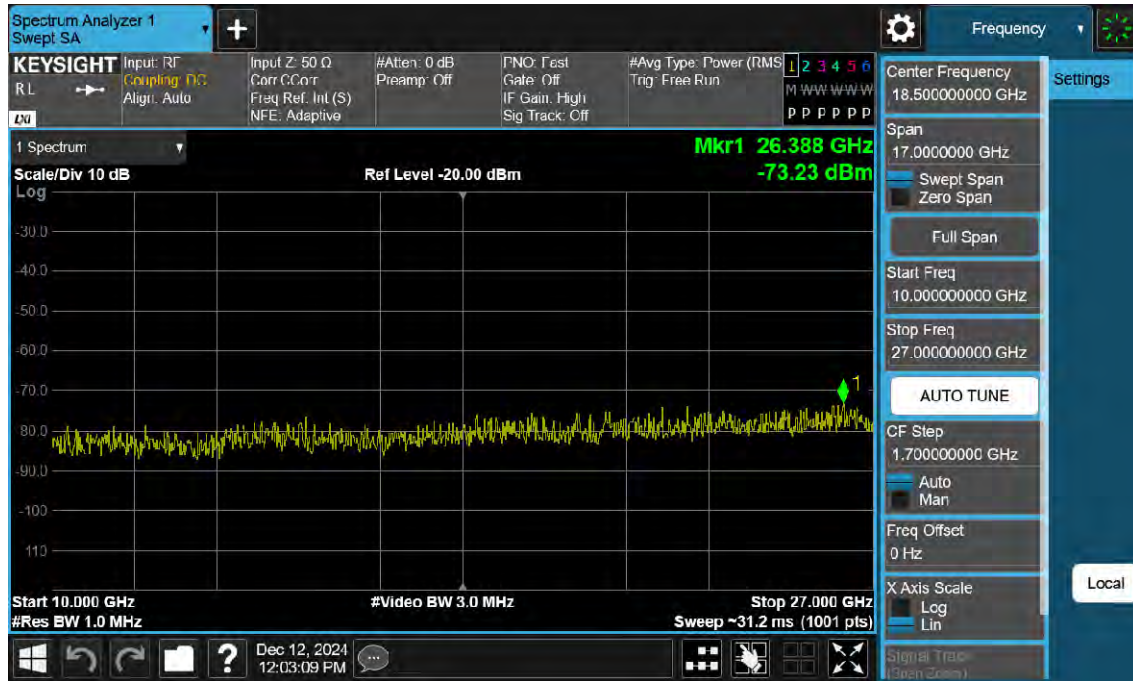 Spectrum Analyzer 1
Swept SA
+
Frequency
KEYSIGHT
RL
LXI
Input: RF
Coupling: DC
Align: Auto
Input Z: 50 Ω
Corr CCorr
Freq Ref: Int (S)
NFE: Adaptive
#Atten: 0 dB
Preamp: Off
PNO: Fast
Gate: Off
IF Gain: High
Sig Track: Off
#Avg Type: Power (RMS
Trig: Free Run
1 2 3 4 5 6
M W W W W W
P P P P P P
1 Spectrum
Scale/Div 10 dB
Ref Level -20.00 dBm
Mkr1 26.388 GHz
-73.23 dBm
Log
-30.0
-40.0
-50.0
-60.0
-70.0
1
80.0
-90.0
-100
110
Start 10.000 GHz
#Video BW 3.0 MHz
Stop 27.000 GHz
#Res BW 1.0 MHz
Sweep ~31.2 ms (1001 pts)
Center Frequency
18.500000000 GHz
Span
17.0000000 GHz
Swept Span
Zero Span
Full Span
Start Freq
10.000000000 GHz
Stop Freq
27.000000000 GHz
AUTO TUNE
CF Step
1.700000000 GHz
Auto
Man
Freq Offset
0 Hz
X Axis Scale
Log
Lin
Signal Track
(Span Zoom)
Settings
Local
?
Dec 12, 2024
12:03:09 PM